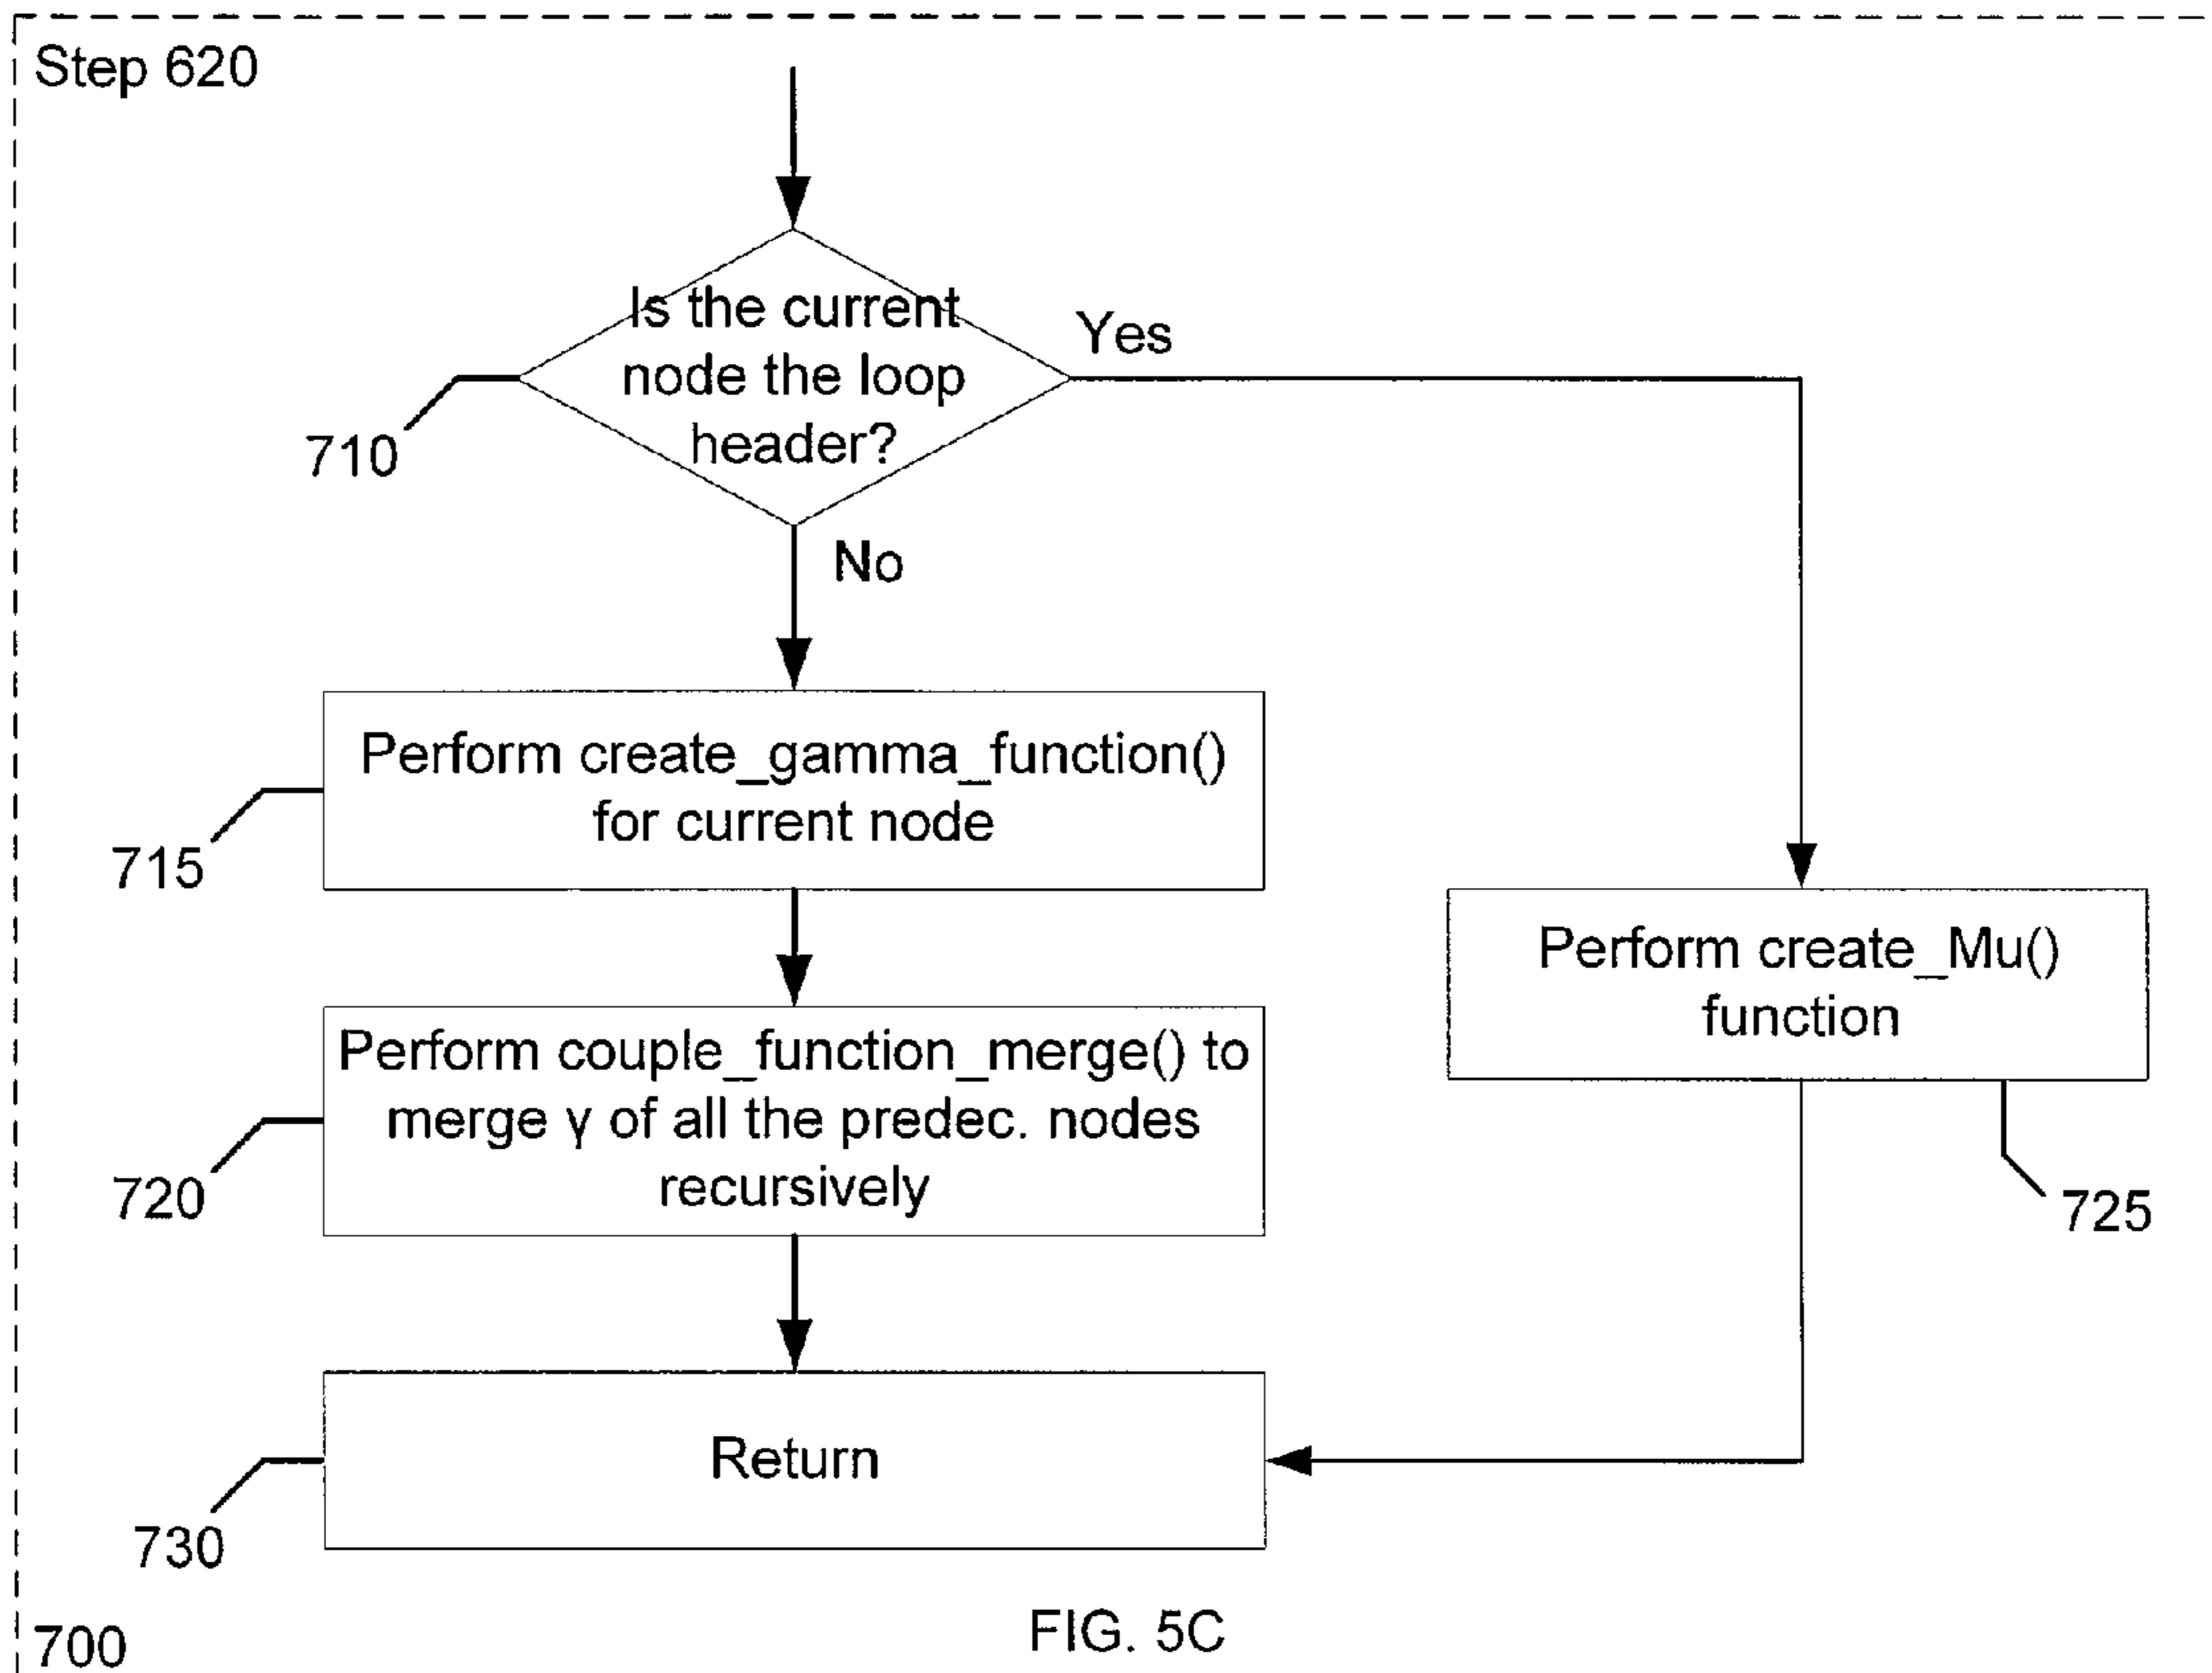 Step 620
Is the current
node the loop
header?
Yes
710
No
Perform create_gamma_function()
for current node
715
Perform create_Mu()
function
Perform couple_function_merge() to
merge γ of all the predec. nodes
recursively
720
725
Return
730
FIG. 5C
700